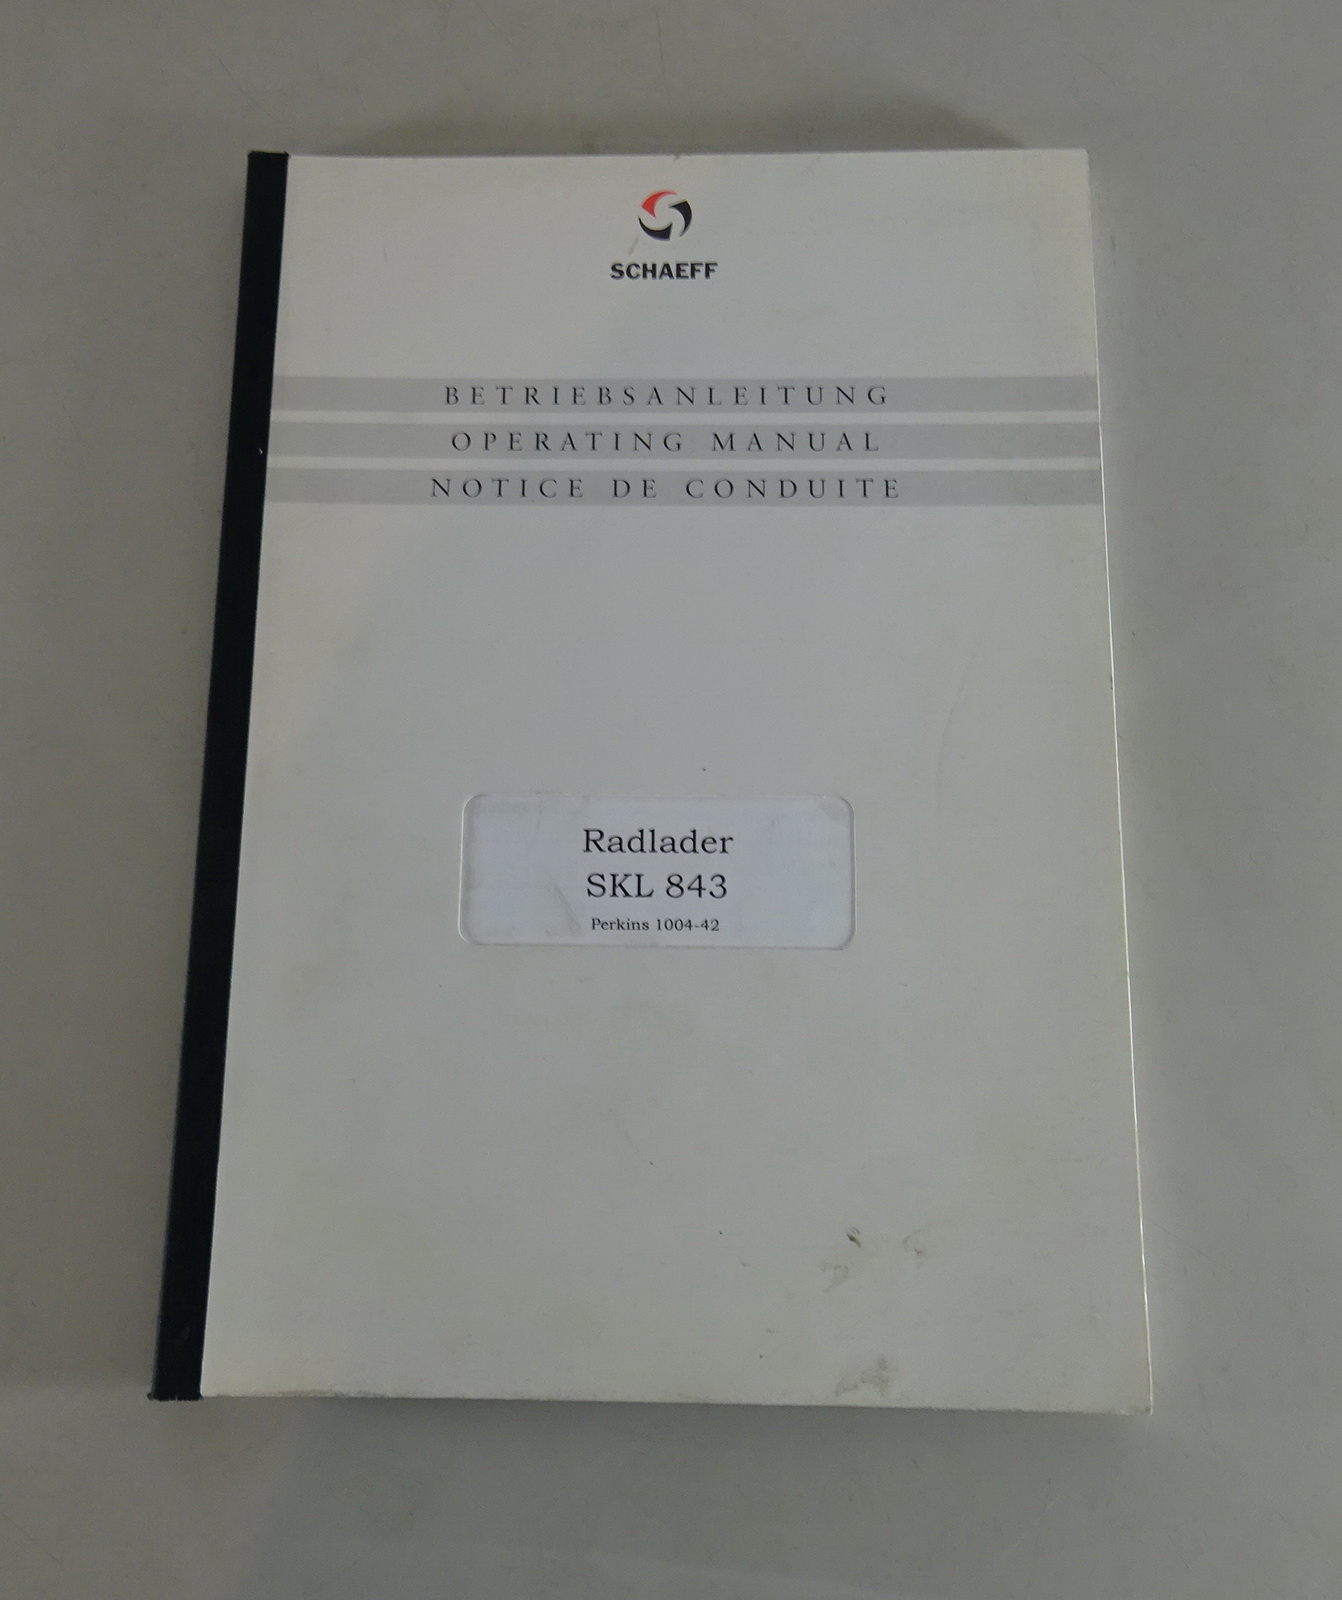 SCHAEFF
BETRIEBSANLEITUNG
OPERATING MANUAL
NOTICE DE CONDUITE
Radlader
SKL 843
Perkins 1004-42